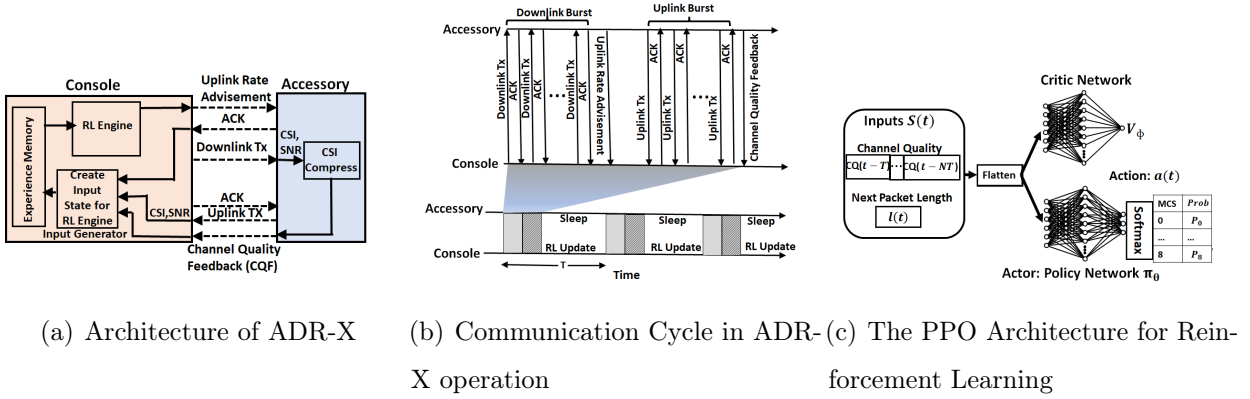 Console
Uplink Rate
Advisement
Accessory
Experience Memory
RL Engine
ACK
Downlink Tx
CSI,
SNR
CSI
Compress
Create
Input
State for
RL Engine
ACK
CSI,SNR
Uplink TX
Input Generator
Channel Quality
Feedback (CQF)
(a) Architecture of ADR-X
Downlink Burst
Uplink Burst
Accessory
Downlink Tx
ACK
Downlink Tx
ACK
...
Downlink Tx
ACK
Uplink Rate Advisement
Uplink Tx
ACK
Uplink Tx
ACK
...
Uplink Tx
ACK
Channel Quality Feedback
Console
Accessory
Sleep
Sleep
Sleep
RL Update
RL Update
RL Update
Console
T
Time
(b) Communication Cycle in ADR-
X operation
Critic Network
Inputs S(t)
Channel Quality
CQ(t − T)
...
CQ(t − NT)
Next Packet Length
l(t)
Flatten
Vϕ
Action: a(t)
Softmax
MCS Prob
0 P₀
... ...
8 P₈
Actor: Policy Network πθ
(c) The PPO Architecture for Rein-
forcement Learning